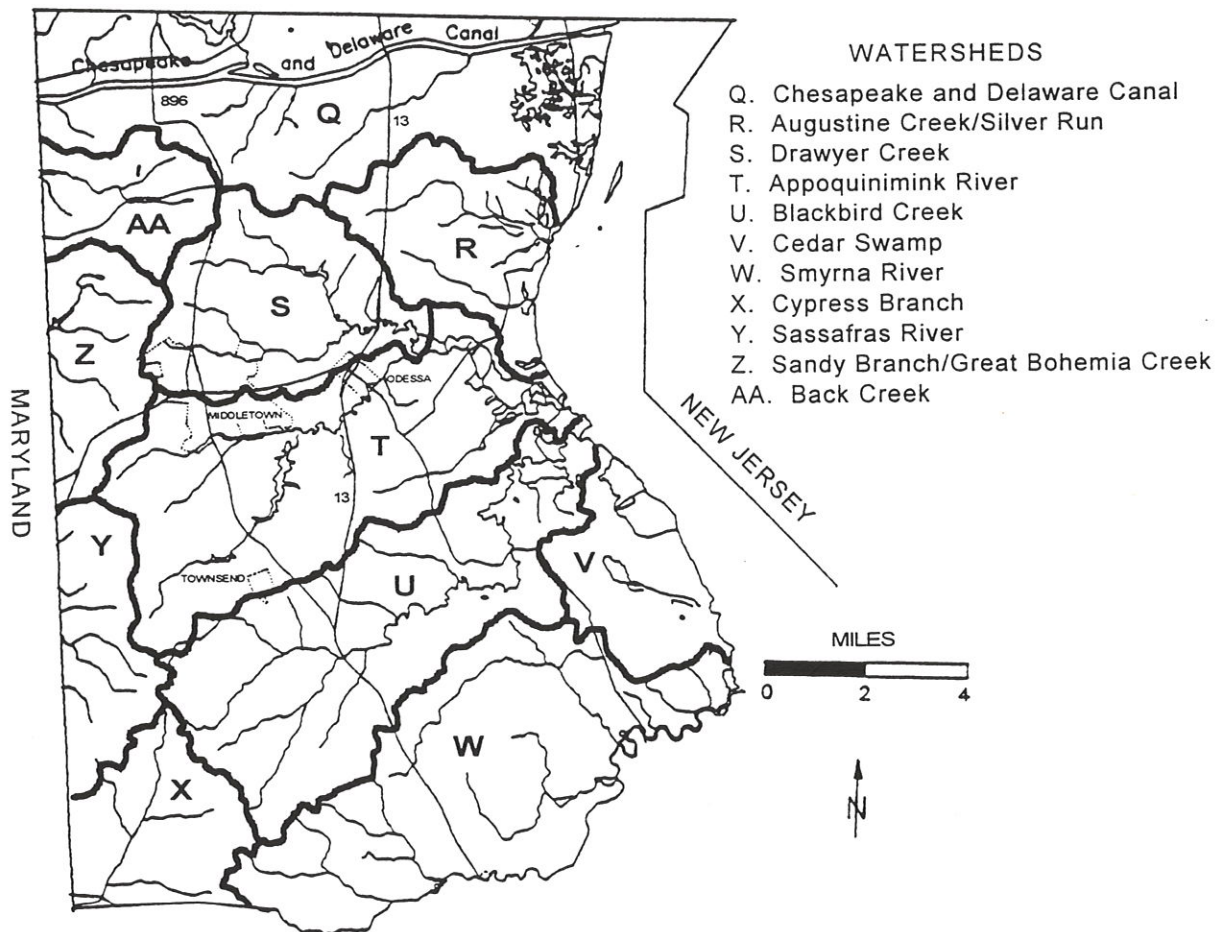 Chesapeake and Delaware Canal
WATERSHEDS
Q. Chesapeake and Delaware Canal
R. Augustine Creek/Silver Run
S. Drawyer Creek
T. Appoquinimink River
U. Blackbird Creek
V. Cedar Swamp
W. Smyrna River
X. Cypress Branch
Y. Sassafras River
Z. Sandy Branch/Great Bohemia Creek
AA. Back Creek
896
Q
13
AA
R
S
Z
ODESSA
MIDDLETOWN
MARYLAND
NEW JERSEY
T
13
Y
TOWNSEND
U
V
MILES
0 2 4
W
X
N